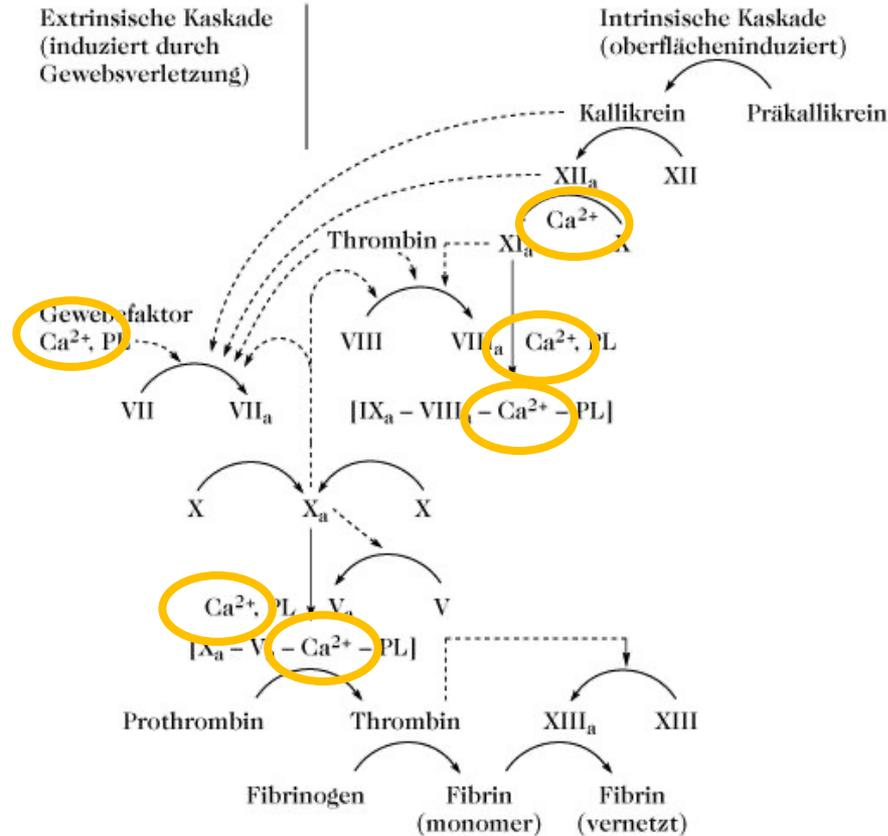 Extrinsische Kaskade
(induziert durch
Gewebsverletzung)
Intrinsische Kaskade
(oberflächeninduziert)
Kallikrein Präkallikrein
XIIa XII
Ca2+
Thrombin XIa X
Gewebefaktor
Ca2+, PL
VIII VIIIa Ca2+, PL
VII VIIa [IXa – VIIIa – Ca2+ – PL]
X Xa X
Ca2+, PL Va V
[Xa – Va – Ca2+ – PL]
Prothrombin Thrombin XIIIa XIII
Fibrinogen Fibrin Fibrin
(monomer) (vernetzt)